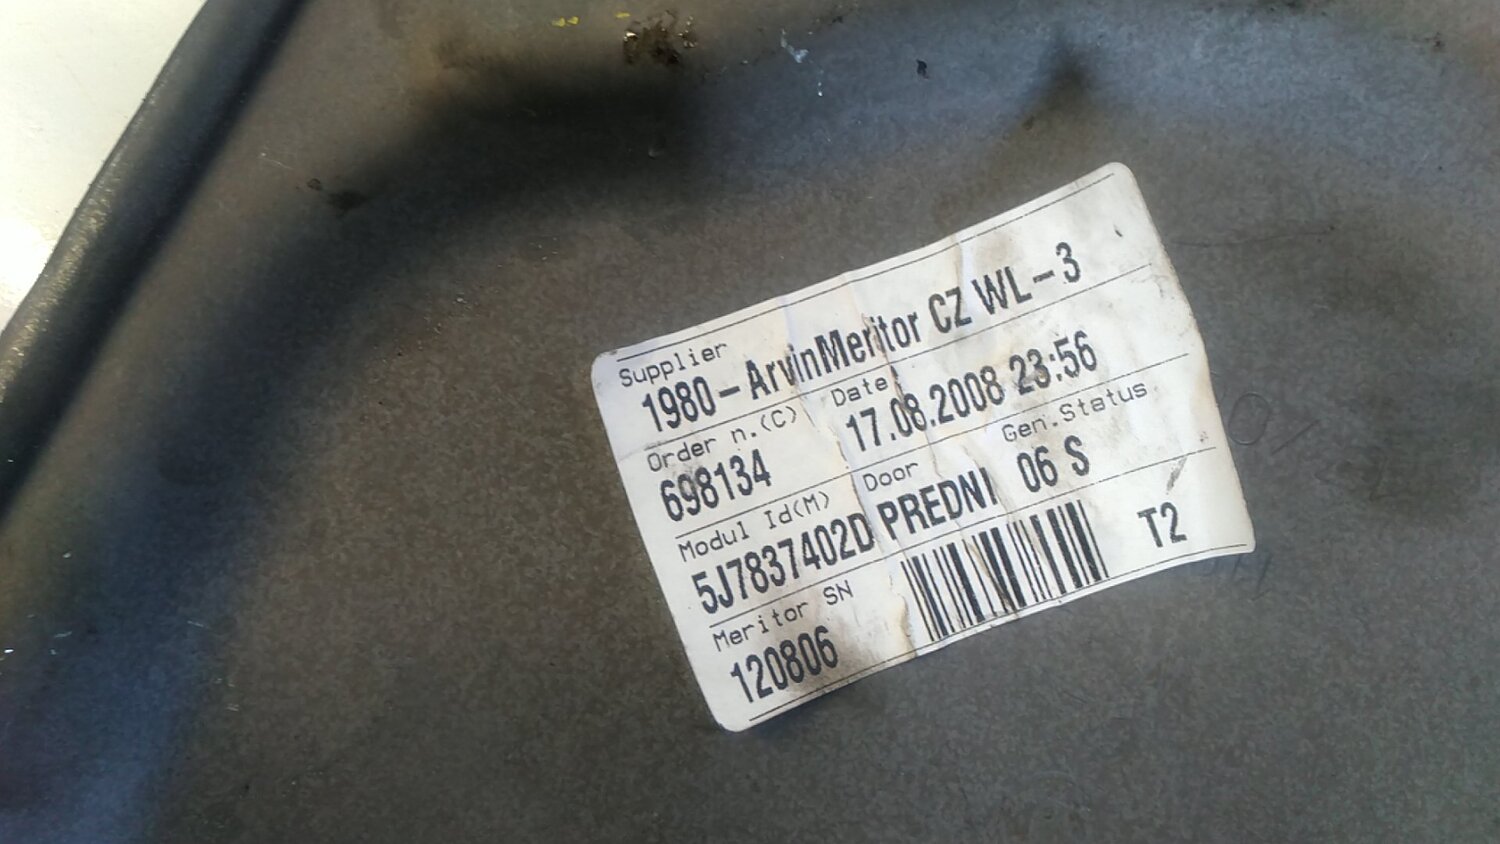 Supplier
1980-ArvinMeritor CZ WL-3
Order n.(C) Date
698134 17.08.2008 23:56
Modul Id(M) Door Gen.Status
5J7837402D PREDNI 06 S
Meritor SN
120806 T2